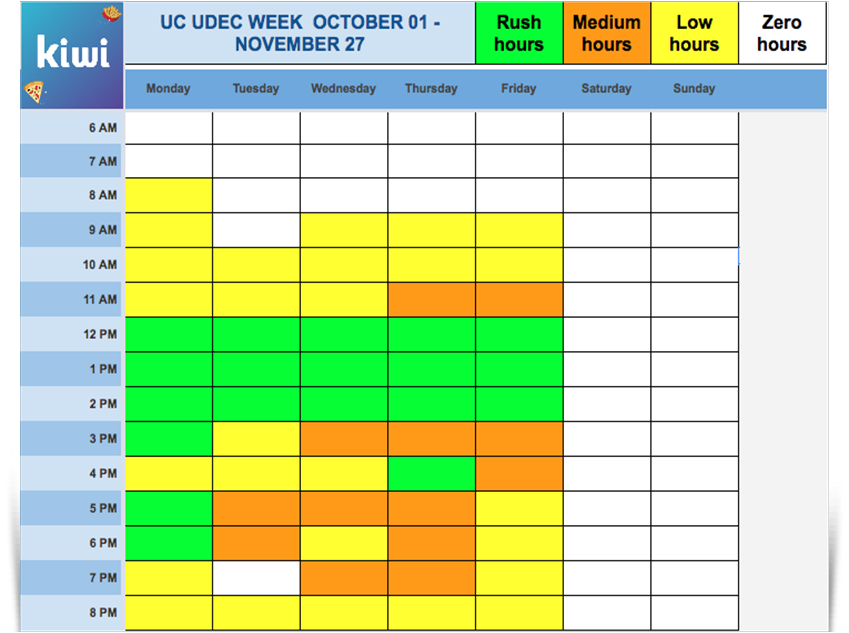 kiwi
UC UDEC WEEK OCTOBER 01 -
NOVEMBER 27
Rush
hours
Medium
hours
Low
hours
Zero
hours
Monday Tuesday Wednesday Thursday Friday Saturday Sunday
6 AM
7 AM
8 AM
9 AM
10 AM
11 AM
12 PM
1 PM
2 PM
3 PM
4 PM
5 PM
6 PM
7 PM
8 PM